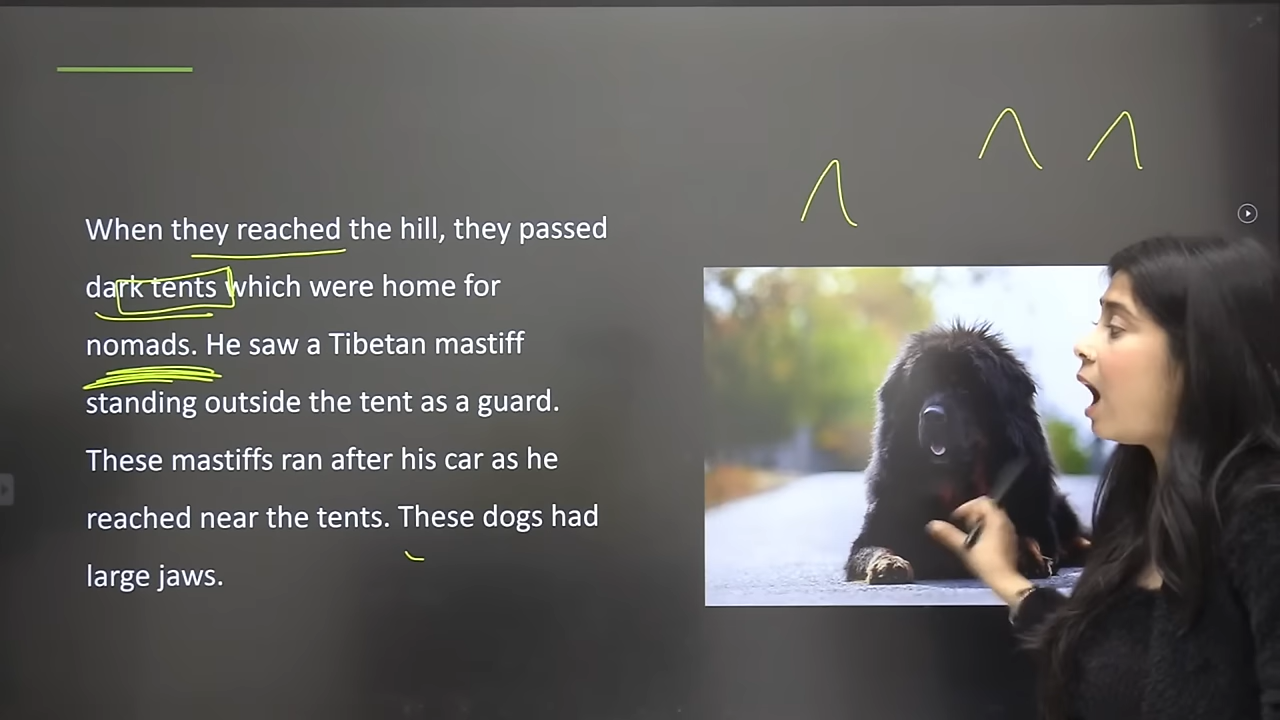 When they reached the hill, they passed
dark tents which were home for
nomads. He saw a Tibetan mastiff
standing outside the tent as a guard.
These mastiffs ran after his car as he
reached near the tents. These dogs had
large jaws.